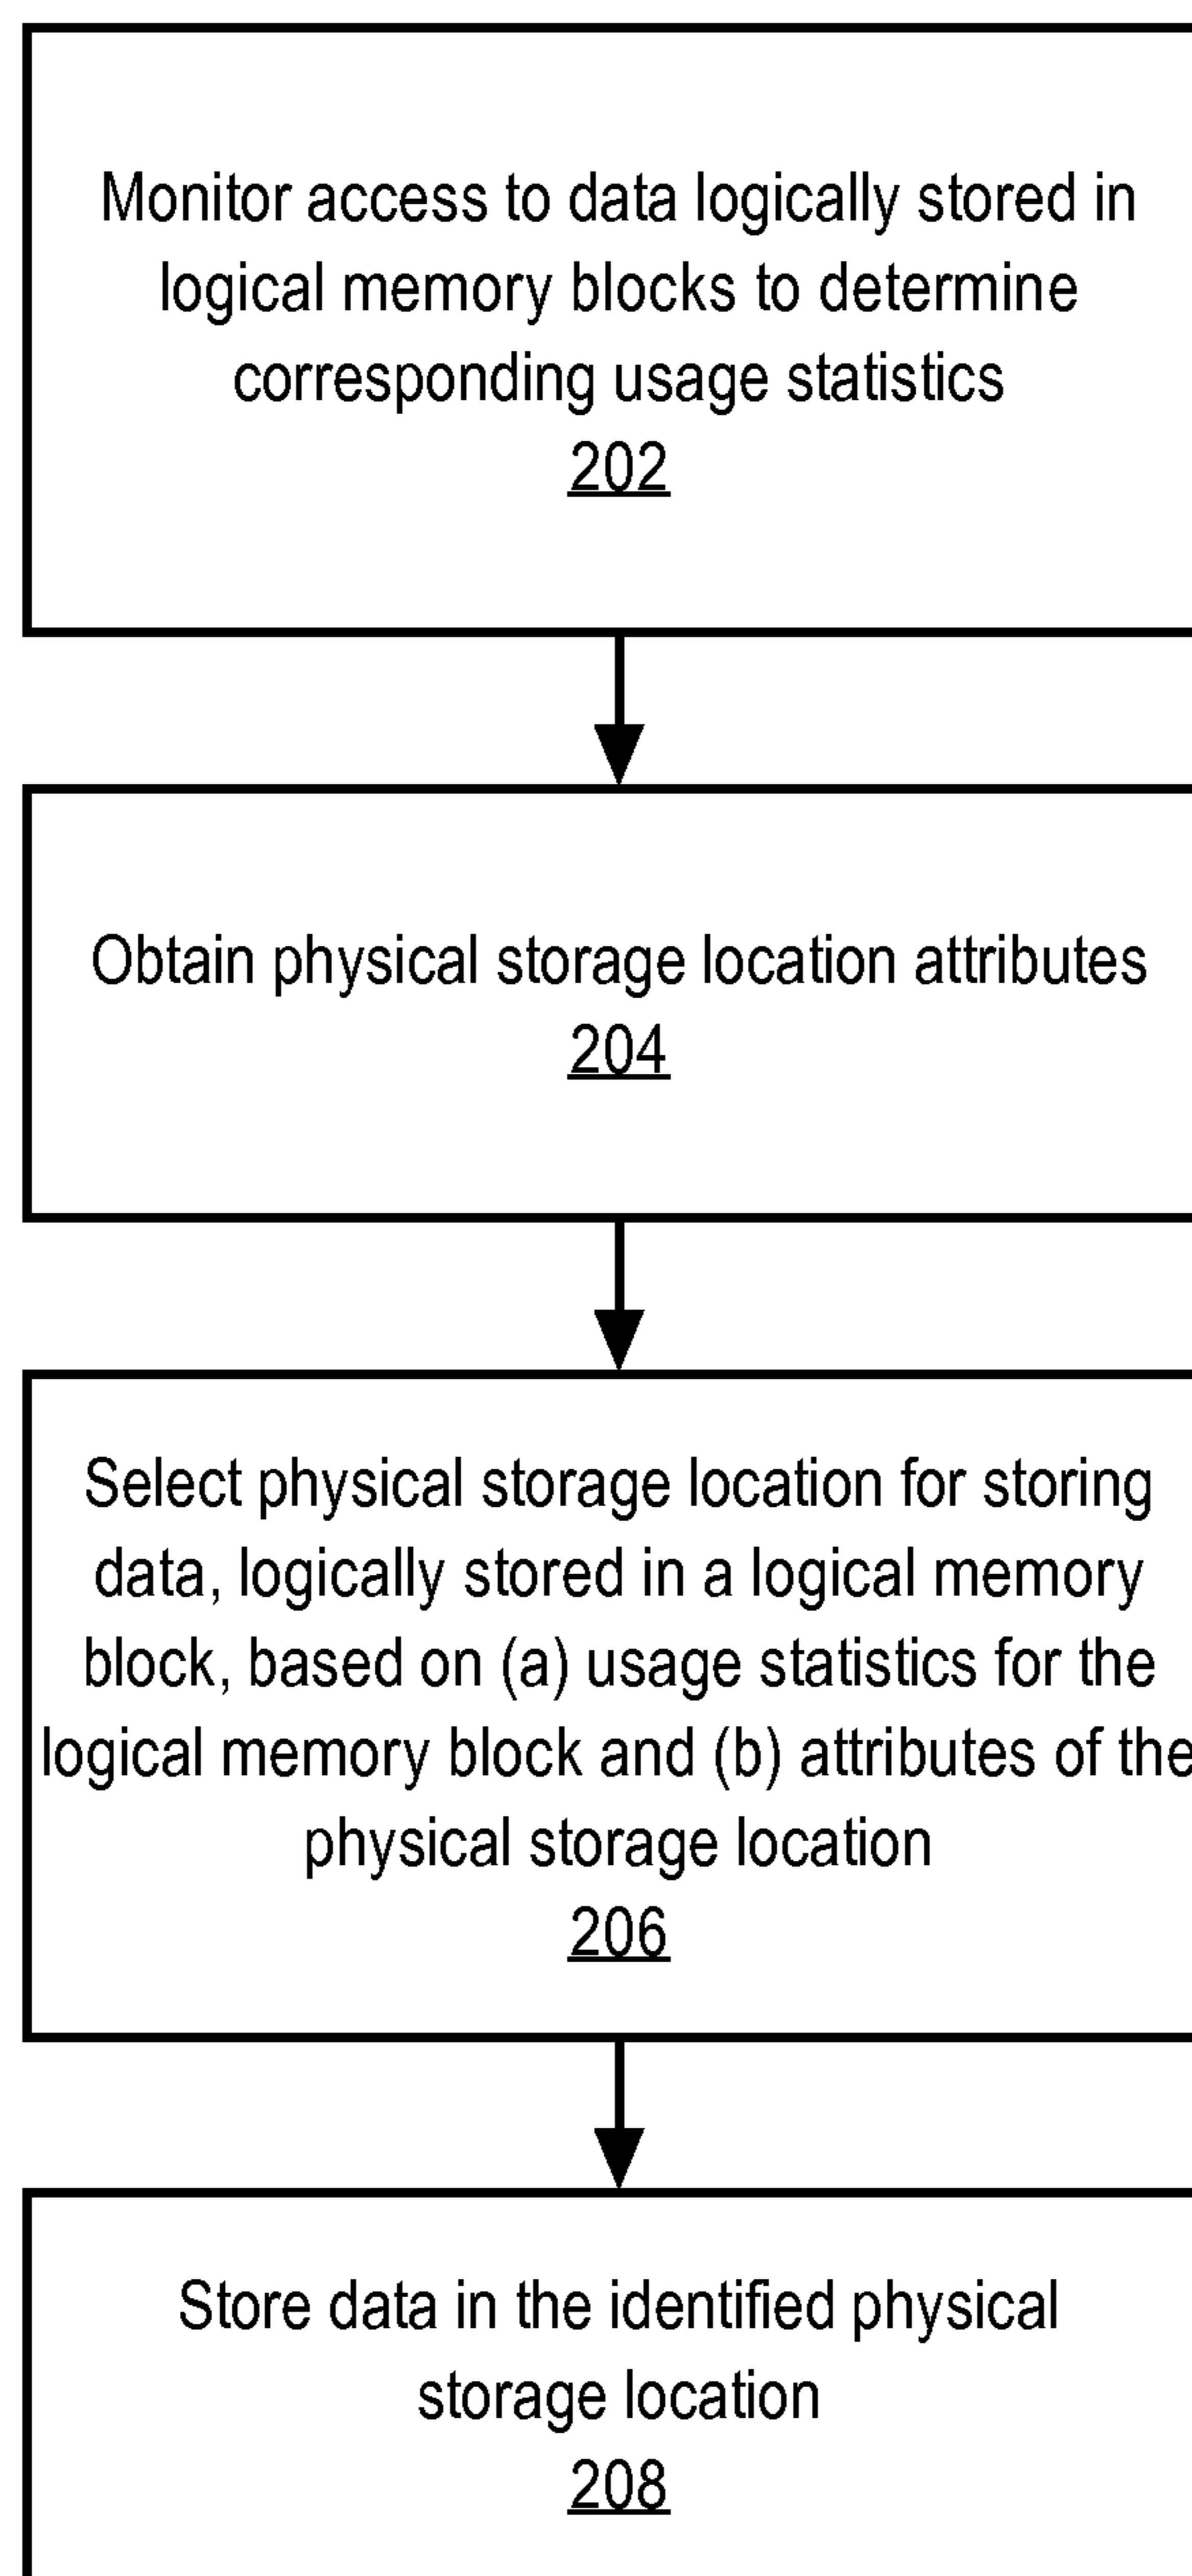 Monitor access to data logically stored in
logical memory blocks to determine
corresponding usage statistics
202
Obtain physical storage location attributes
204
Select physical storage location for storing
data, logically stored in a logical memory
block, based on (a) usage statistics for the
logical memory block and (b) attributes of the
physical storage location
206
Store data in the identified physical
storage location
208